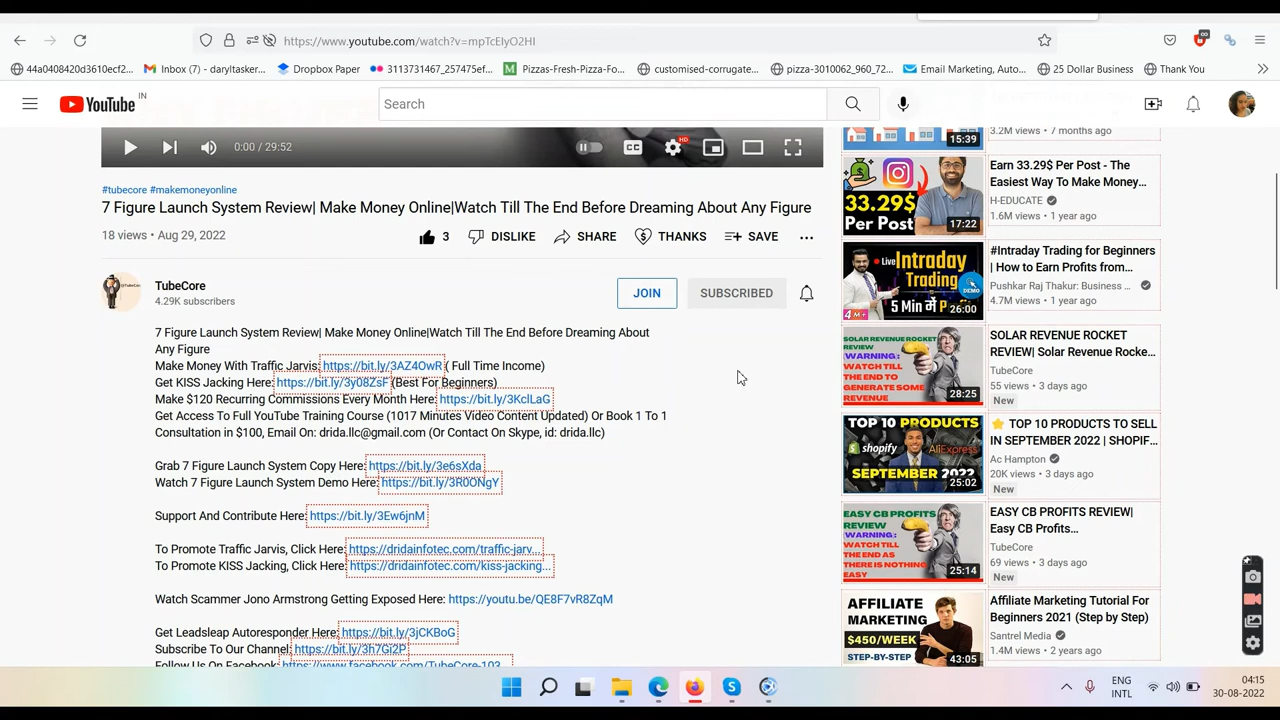 https://www.youtube.com/watch?v=mpTcEIyO2HI
44a0408420d3610ecf2...
Inbox (7) - daryltasker...
Dropbox Paper
3113731467_257475ef...
Pizzas-Fresh-Pizza-Fo...
customised-corrugate...
pizza-3010062_960_72...
Email Marketing, Auto...
25 Dollar Business
Thank You
YouTube IN
Search
0:00 / 29:52
CC
HD
#tubecore #makemoneyonline
7 Figure Launch System Review| Make Money Online|Watch Till The End Before Dreaming About Any Figure
18 views • Aug 29, 2022
3
DISLIKE
SHARE
THANKS
SAVE
TubeCore
4.29K subscribers
JOIN
SUBSCRIBED
7 Figure Launch System Review| Make Money Online|Watch Till The End Before Dreaming About
Any Figure
Make Money With Traffic Jarvis: https://bit.ly/3AZ4OwR ( Full Time Income)
Get KISS Jacking Here: https://bit.ly/3y08ZsF (Best For Beginners)
Make $120 Recurring Commissions Every Month Here: https://bit.ly/3KclLaG
Get Access To Full YouTube Training Course (1017 Minutes Video Content Updated) Or Book 1 To 1
Consultation in $100, Email On: drida.llc@gmail.com (Or Contact On Skype, id: drida.llc)
Grab 7 Figure Launch System Copy Here: https://bit.ly/3e6sXda
Watch 7 Figure Launch System Demo Here: https://bit.ly/3R0ONgY
Support And Contribute Here: https://bit.ly/3Ew6jnM
To Promote Traffic Jarvis, Click Here: https://dridainfotec.com/traffic-jarv...
To Promote KISS Jacking, Click Here: https://dridainfotec.com/kiss-jacking...
Watch Scammer Jono Armstrong Getting Exposed Here: https://youtu.be/QE8F7vR8ZqM
Get Leadsleap Autoresponder Here: https://bit.ly/3jCKBoG
Subscribe To Our Channel: https://bit.ly/3h7Gi2P
Follow Us On Facebook: https://www.facebook.com/TubeCore-103...
15:39
3.2M views • 7 months ago
33.29$
Per Post
17:22
Earn 33.29$ Per Post - The
Easiest Way To Make Money...
H-EDUCATE
1.6M views • 1 year ago
Live Intraday
Trading
DEMO
5 Min में Profit
4 M+
26:00
#Intraday Trading for Beginners
| How to Earn Profits from...
Pushkar Raj Thakur: Business ...
4.7M views • 1 year ago
SOLAR REVENUE ROCKET
REVIEW
WARNING:
WATCH TILL
THE END TO
GENERATE SOME
REVENUE
28:25
SOLAR REVENUE ROCKET
REVIEW| Solar Revenue Rocke...
TubeCore
55 views • 3 days ago
New
TOP 10 PRODUCTS
shopify
AliExpress
SEPTEMBER 2022
25:02
TOP 10 PRODUCTS TO SELL
IN SEPTEMBER 2022 | SHOPIF...
Ac Hampton
20K views • 3 days ago
New
EASY CB PROFITS
REVIEW
WARNING:
WATCH TILL
THE END AS
THERE IS NOTHING
EASY
25:14
EASY CB PROFITS REVIEW|
Easy CB Profits...
TubeCore
69 views • 3 days ago
New
AFFILIATE
MARKETING
$450/WEEK
STEP-BY-STEP
43:05
Affiliate Marketing Tutorial For
Beginners 2021 (Step by Step)
Santrel Media
1.4M views • 2 years ago
ENG
INTL
04:15
30-08-2022